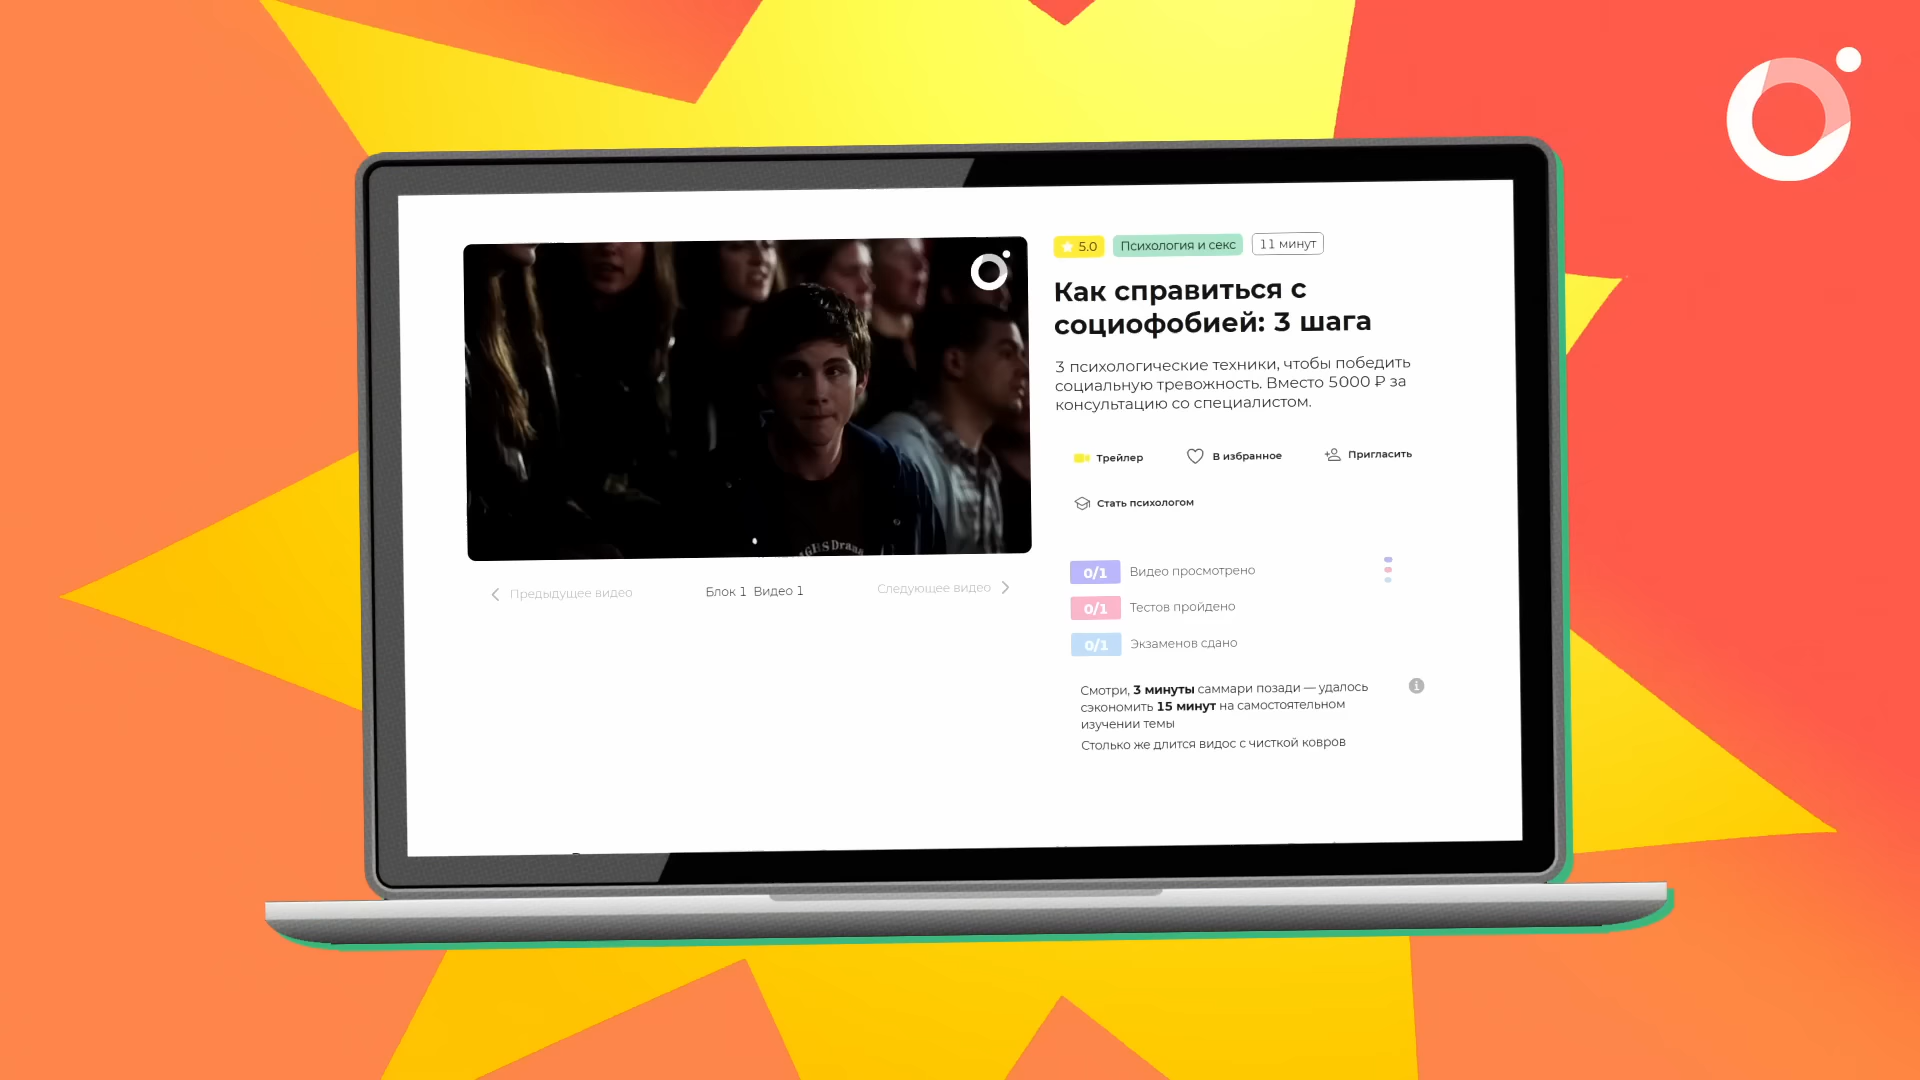 5.0 Психология и секс 11 минут
Как справиться с
социофобией: 3 шага
3 психологические техники, чтобы победить
социальную тревожность. Вместо 5000 ₽ за
консультацию со специалистом.
Трейлер В избранное Пригласить
Стать психологом
0/1 Видео просмотрено
0/1 Тестов пройдено
0/1 Экзаменов сдано
Смотри, 3 минуты саммари позади — удалось
сэкономить 15 минут на самостоятельном
изучении темы
Столько же длится видос с чисткой ковров
Предыдущее видео Блок 1 Видео 1 Следующее видео